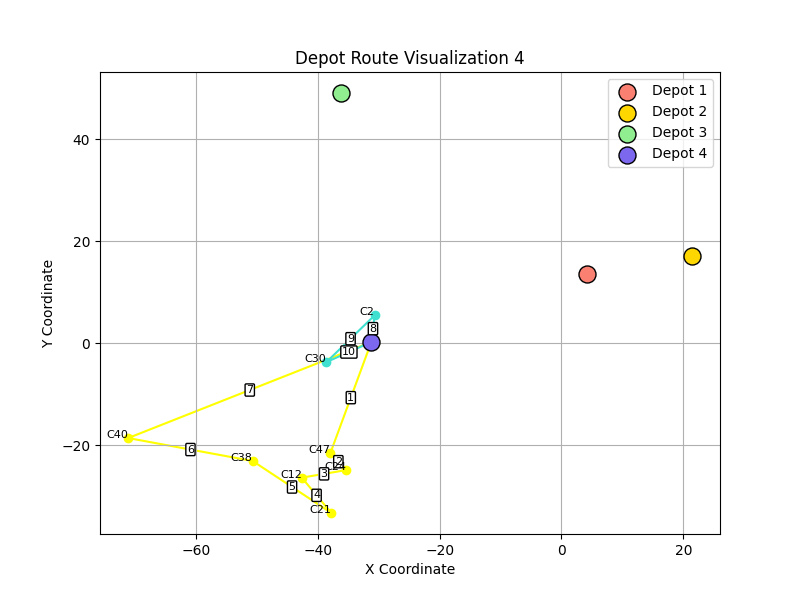 Depot Route Visualization 4
Depot 1
Depot 2
Depot 3
Depot 4
Y Coordinate
40
20
0
−20
C2
8
9
10
C30
7
1
C40
6
C38
C47
2
3
C12
5
4
C21
−60
−40
−20
0
20
X Coordinate